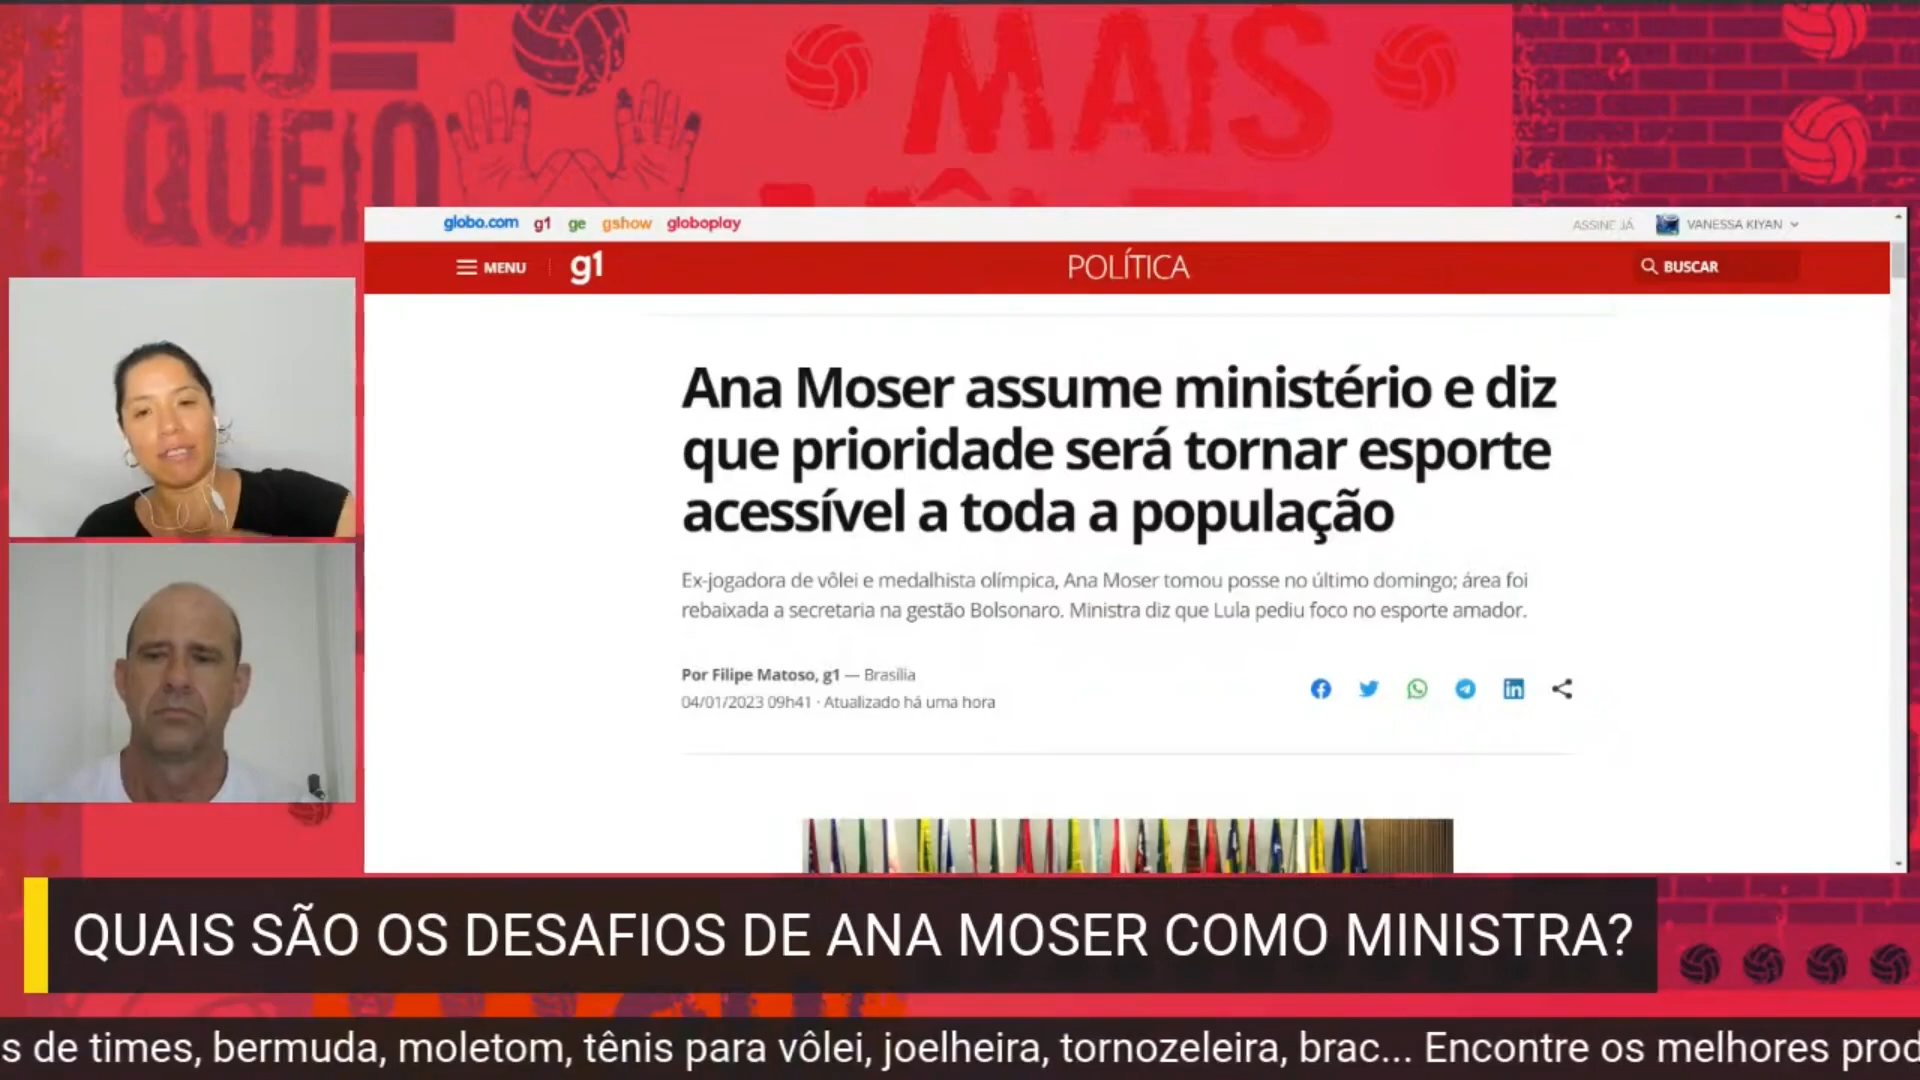 BLO
QUEIO
MAIS
globo.com g1 ge gshow globoplay
ASSINE JÁ VANESSA KIYAN
MENU g1 POLÍTICA BUSCAR
Ana Moser assume ministério e diz
que prioridade será tornar esporte
acessível a toda a população
Ex-jogadora de vôlei e medalhista olímpica, Ana Moser tomou posse no último domingo; área foi
rebaixada a secretaria na gestão Bolsonaro. Ministra diz que Lula pediu foco no esporte amador.
Por Filipe Matoso, g1 — Brasília
04/01/2023 09h41 · Atualizado há uma hora
QUAIS SÃO OS DESAFIOS DE ANA MOSER COMO MINISTRA?
s de times, bermuda, moletom, tênis para vôlei, joelheira, tornozeleira, brac... Encontre os melhores prod